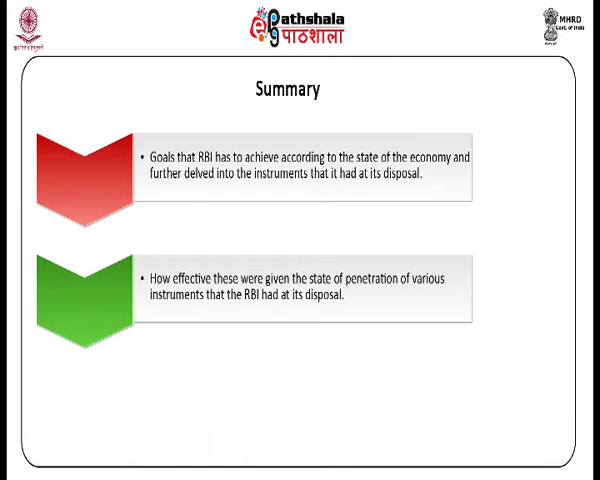 ePathshala
पाठशाला
MHRD
Govt. of India
Summary
• Goals that RBI has to achieve according to the state of the economy and
further delved into the instruments that it had at its disposal.
• How effective these were given the state of penetration of various
instruments that the RBI had at its disposal.